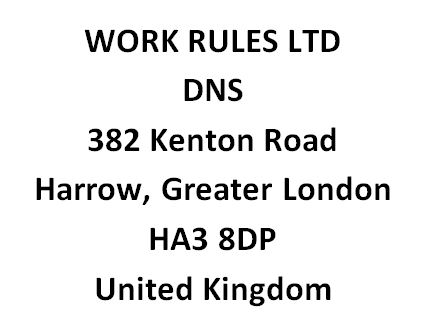 WORK RULES LTD
DNS
382 Kenton Road
Harrow, Greater London
HA3 8DP
United Kingdom